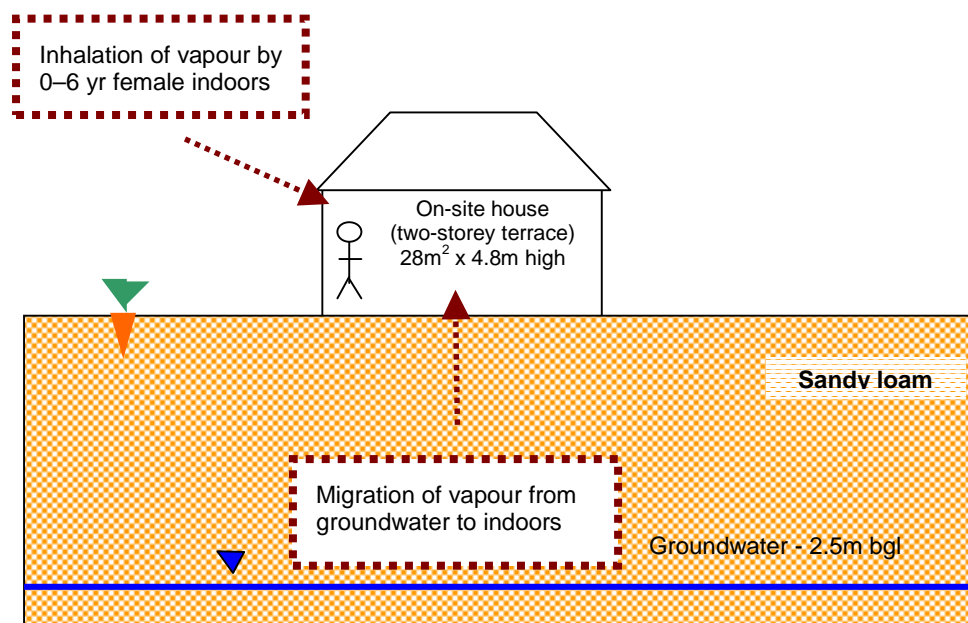 Inhalation of vapour by
0–6 yr female indoors
On-site house
(two-storey terrace)
28m² x 4.8m high
Sandy loam
Migration of vapour from
groundwater to indoors
Groundwater - 2.5m bgl